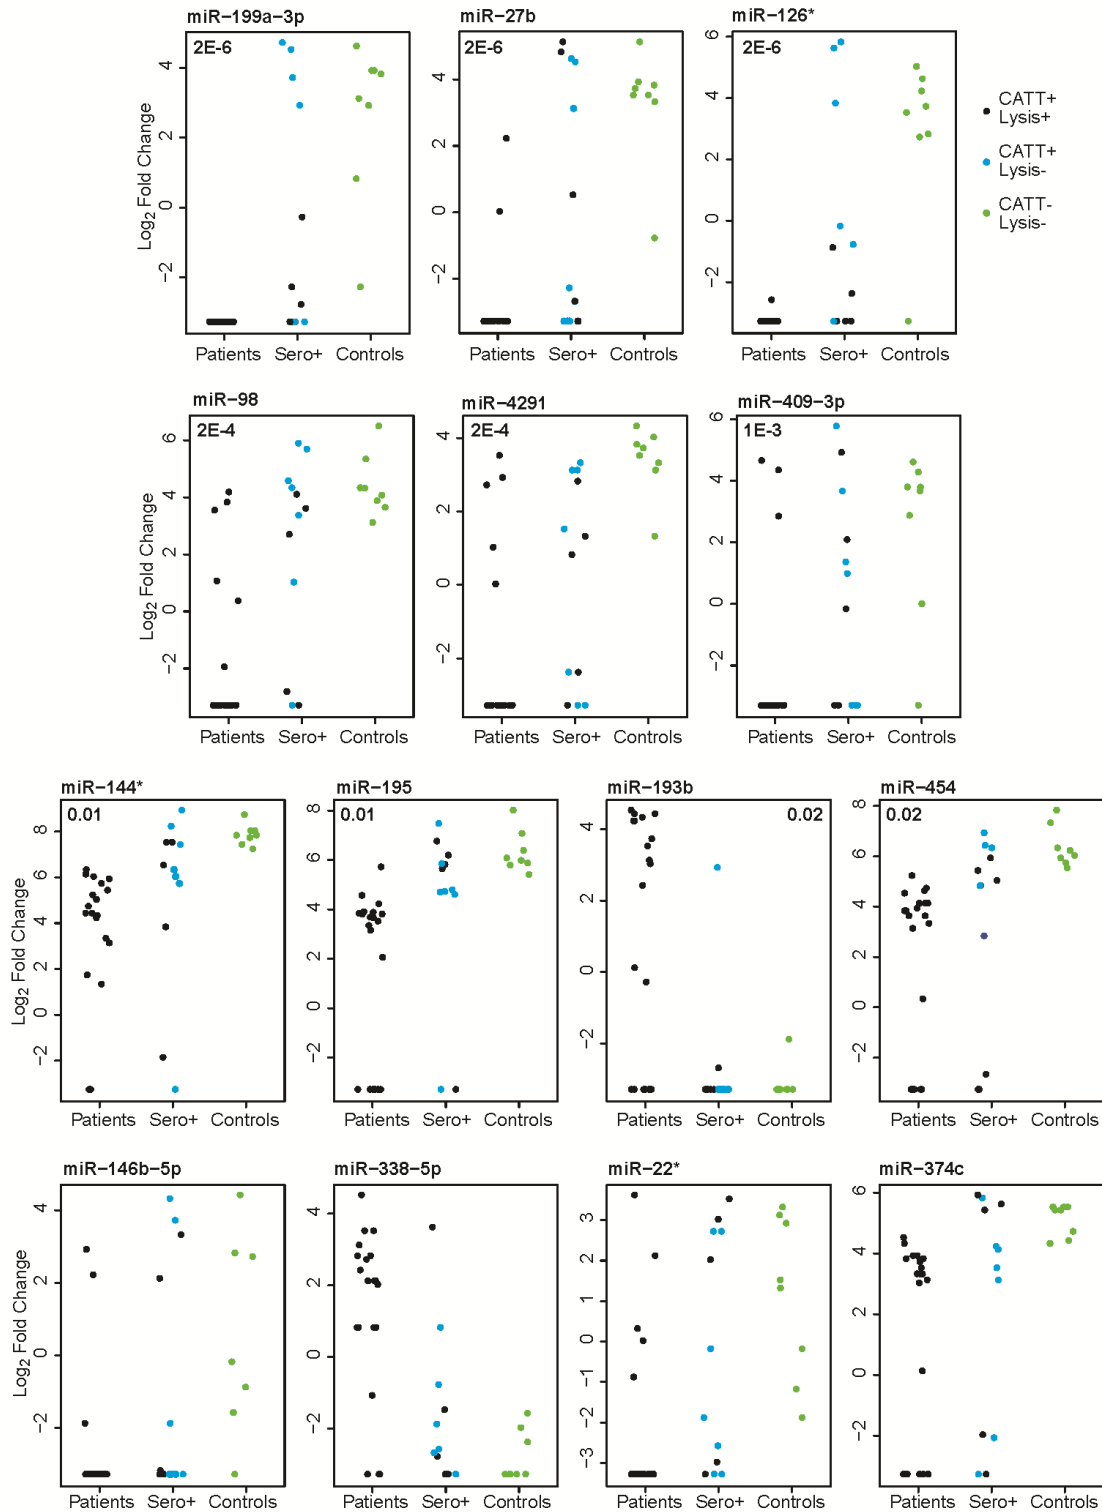 miR-199a-3p
2E-6
Log2 Fold Change
-2 0 2 4
Patients Sero+ Controls
miR-27b
2E-6
-2 0 2 4
Patients Sero+ Controls
miR-126*
2E-6
-2 0 2 4 6
Patients Sero+ Controls
CATT+
Lysis+
CATT+
Lysis-
CATT-
Lysis-
miR-98
2E-4
Log2 Fold Change
-2 0 2 4 6
Patients Sero+ Controls
miR-4291
2E-4
-2 0 2 4
Patients Sero+ Controls
miR-409-3p
1E-3
-2 0 2 4 6
Patients Sero+ Controls
miR-144*
0.01
Log2 Fold Change
-2 0 2 4 6 8
Patients Sero+ Controls
miR-195
0.01
-2 0 2 4 6 8
Patients Sero+ Controls
miR-193b
0.02
-2 0 2 4
Patients Sero+ Controls
miR-454
0.02
-2 0 2 4 6 8
Patients Sero+ Controls
miR-146b-5p
Log2 Fold Change
-2 0 2 4
Patients Sero+ Controls
miR-338-5p
-2 0 2 4
Patients Sero+ Controls
miR-22*
-3 -2 -1 0 1 2 3
Patients Sero+ Controls
miR-374c
-2 0 2 4 6
Patients Sero+ Controls